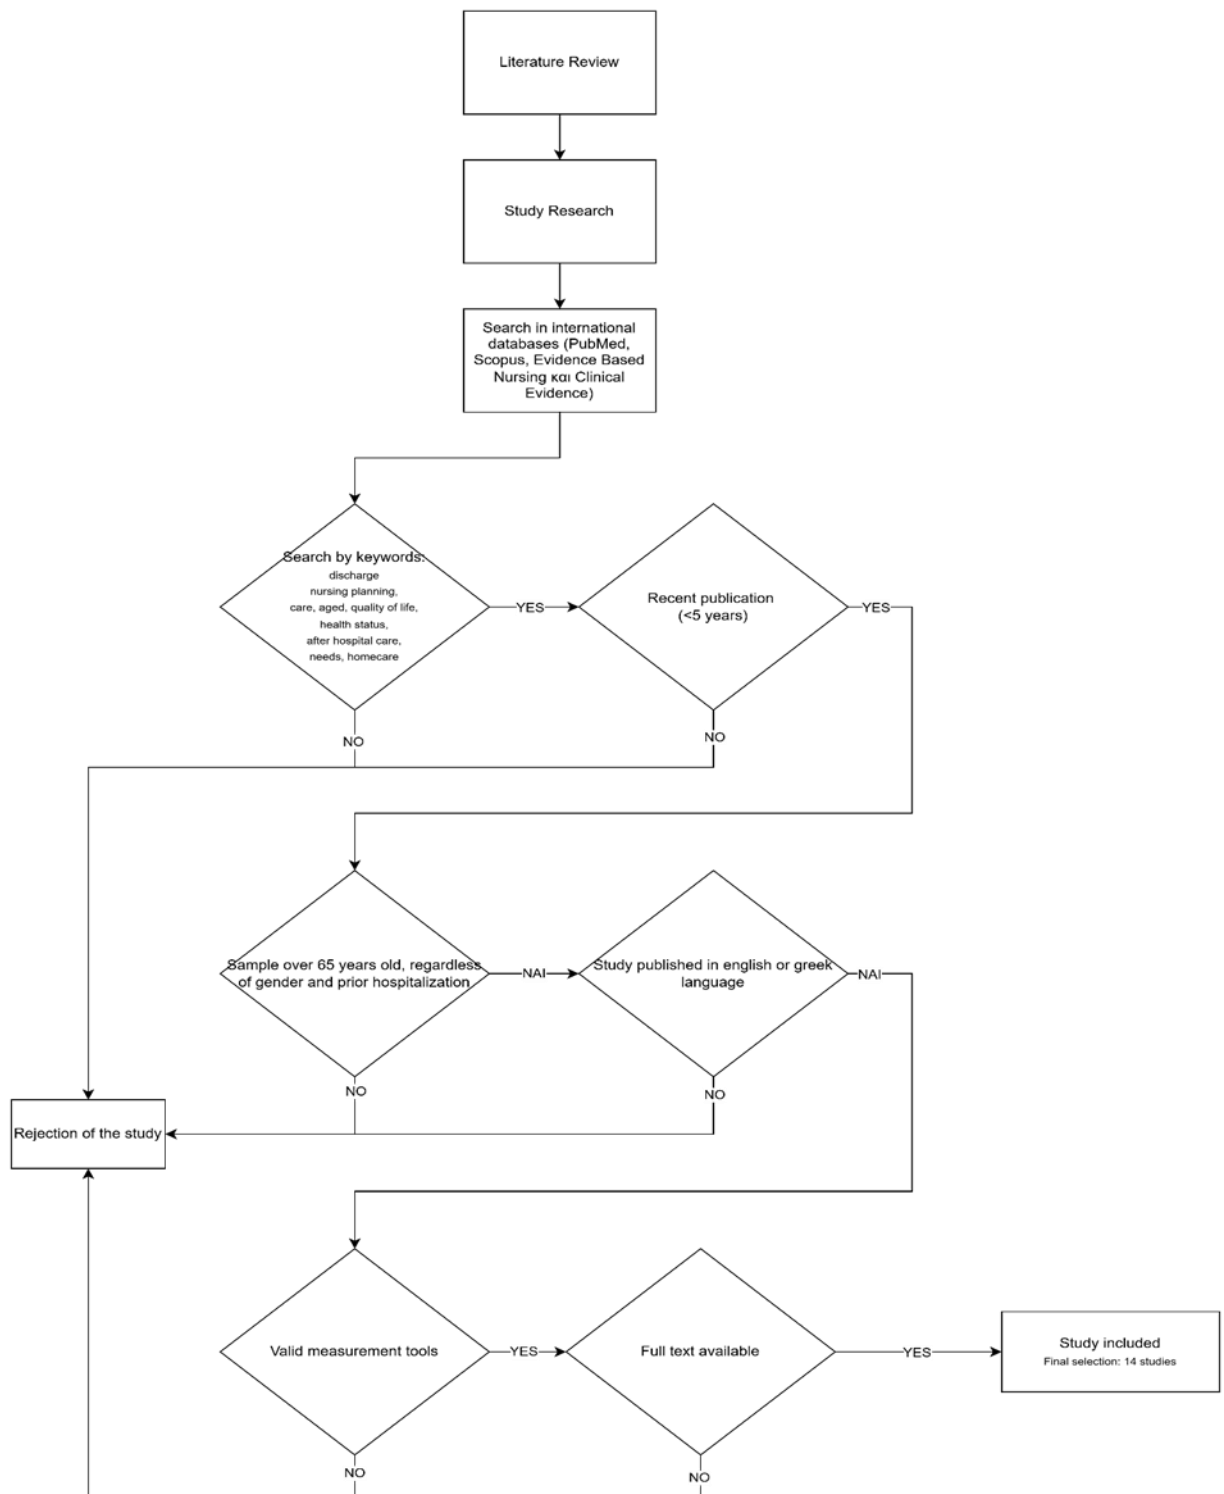 Literature Review
Study Research
Search in international
databases (PubMed,
Scopus, Evidence Based
Nursing και Clinical
Evidence)
Search by keywords:
discharge
nursing planning,
care, aged, quality of life,
health status,
after hospital care,
needs, homecare
YES
Recent publication
(<5 years)
YES
NO
NO
Sample over 65 years old, regardless
of gender and prior hospitalization
NAI
Study published in english or greek
language
NAI
NO
NO
Rejection of the study
Valid measurement tools
YES
Full text available
YES
Study included
Final selection: 14 studies
NO
NO